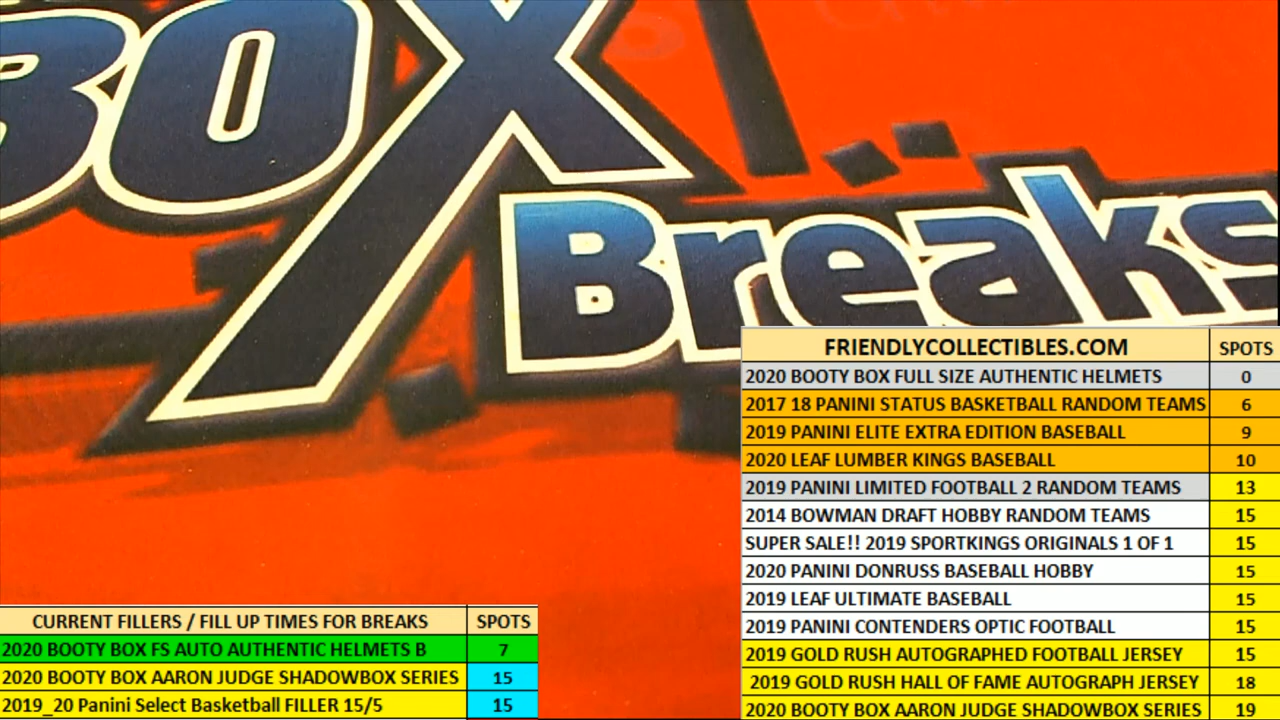 BOX
Breaks
FRIENDLYCOLLECTIBLES.COM SPOTS
2020 BOOTY BOX FULL SIZE AUTHENTIC HELMETS 0
2017 18 PANINI STATUS BASKETBALL RANDOM TEAMS 6
2019 PANINI ELITE EXTRA EDITION BASEBALL 9
2020 LEAF LUMBER KINGS BASEBALL 10
2019 PANINI LIMITED FOOTBALL 2 RANDOM TEAMS 13
2014 BOWMAN DRAFT HOBBY RANDOM TEAMS 15
SUPER SALE!! 2019 SPORTKINGS ORIGINALS 1 OF 1 15
2020 PANINI DONRUSS BASEBALL HOBBY 15
2019 LEAF ULTIMATE BASEBALL 15
2019 PANINI CONTENDERS OPTIC FOOTBALL 15
2019 GOLD RUSH AUTOGRAPHED FOOTBALL JERSEY 15
2019 GOLD RUSH HALL OF FAME AUTOGRAPH JERSEY 18
2020 BOOTY BOX AARON JUDGE SHADOWBOX SERIES 19
CURRENT FILLERS / FILL UP TIMES FOR BREAKS SPOTS
2020 BOOTY BOX FS AUTO AUTHENTIC HELMETS B 7
2020 BOOTY BOX AARON JUDGE SHADOWBOX SERIES 15
2019_20 Panini Select Basketball FILLER 15/5 15